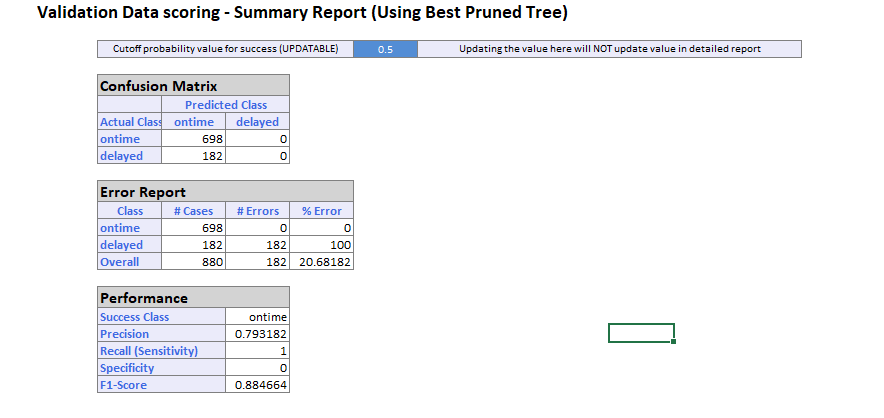 Validation Data scoring - Summary Report (Using Best Pruned Tree)
Cutoff probability value for success (UPDATABLE) 0.5 Updating the value here will NOT update value in detailed report
Confusion Matrix
Predicted Class
Actual Class ontime delayed
ontime 698 0
delayed 182 0
Error Report
Class # Cases # Errors % Error
ontime 698 0 0
delayed 182 182 100
Overall 880 182 20.68182
Performance
Success Class ontime
Precision 0.793182
Recall (Sensitivity) 1
Specificity 0
F1-Score 0.884664